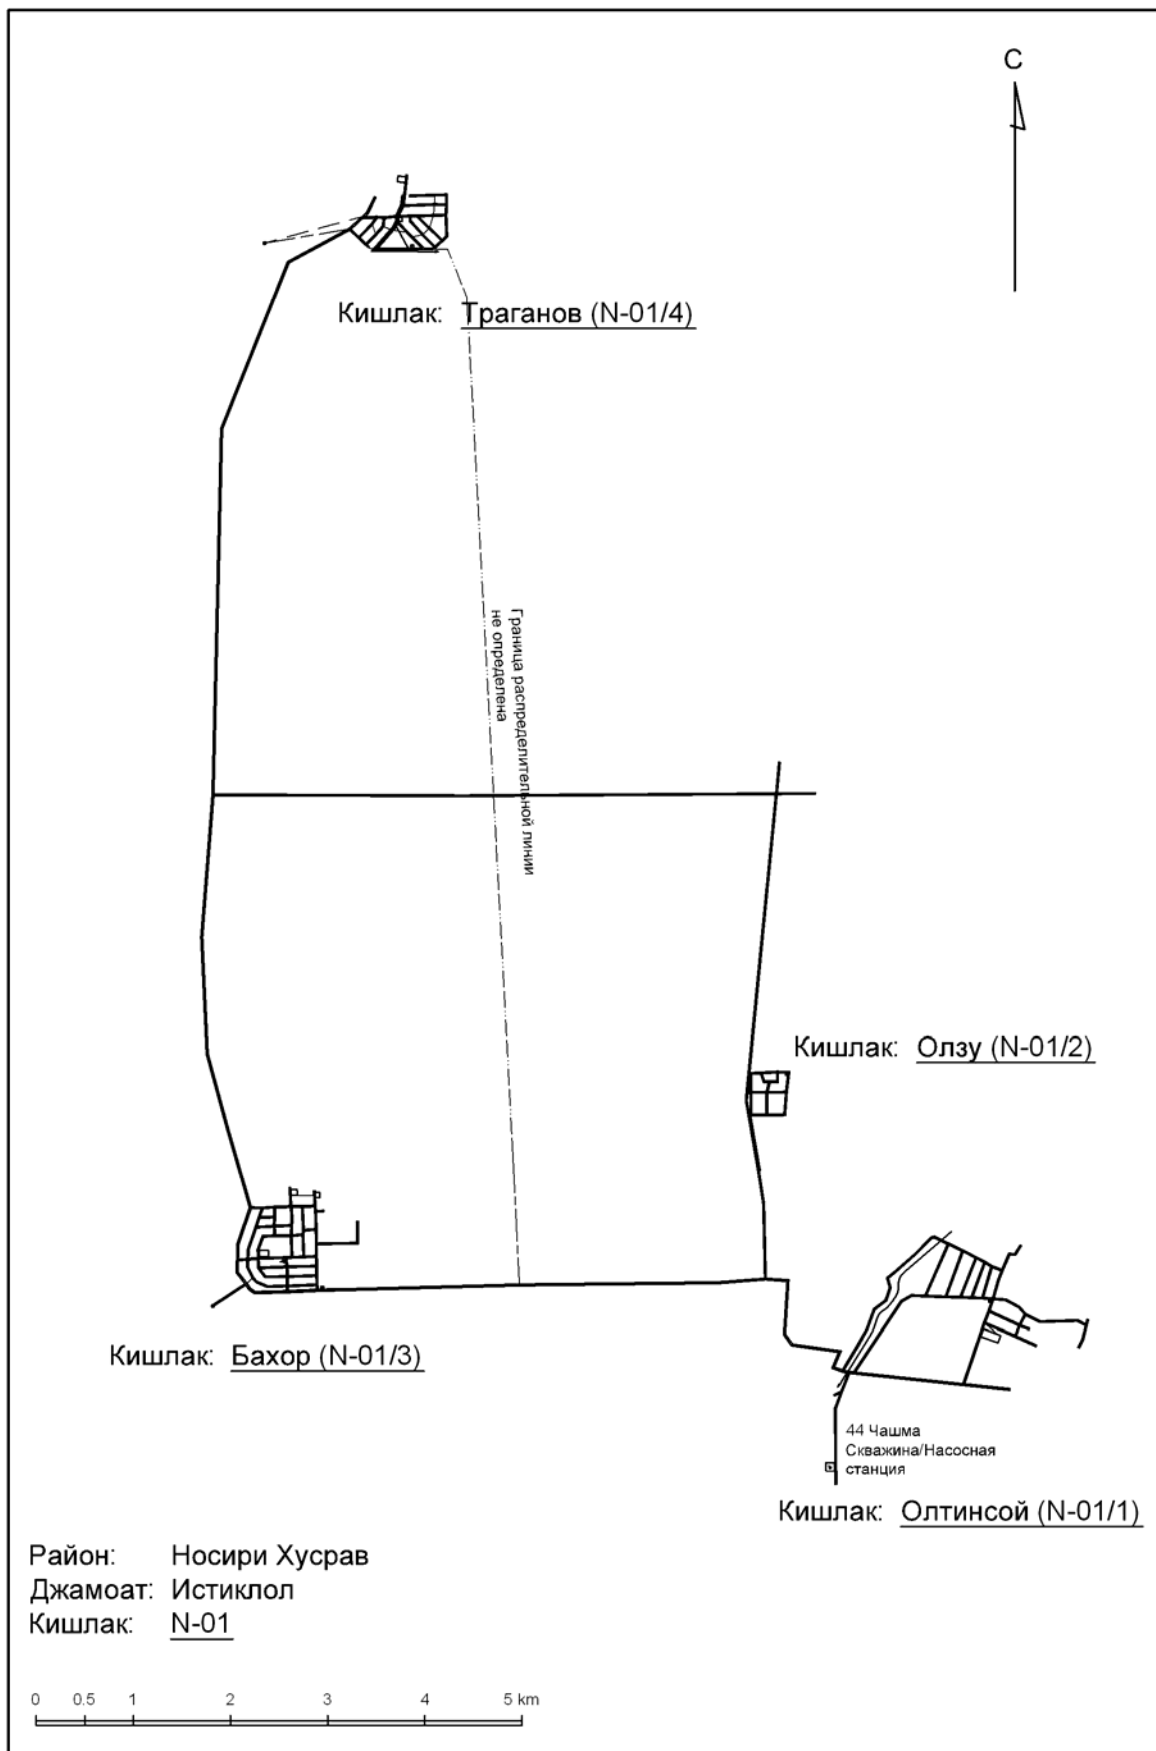 С
Кишлак: Траганов (N-01/4)
Граница распределительной линии
не определена
Кишлак: Олзу (N-01/2)
Кишлак: Бахор (N-01/3)
44 Чашма
Скважина/Насосная
станция
Кишлак: Олтинсой (N-01/1)
Район: Носири Хусрав
Джамоат: Истиклол
Кишлак: N-01
0 0.5 1 2 3 4 5 km